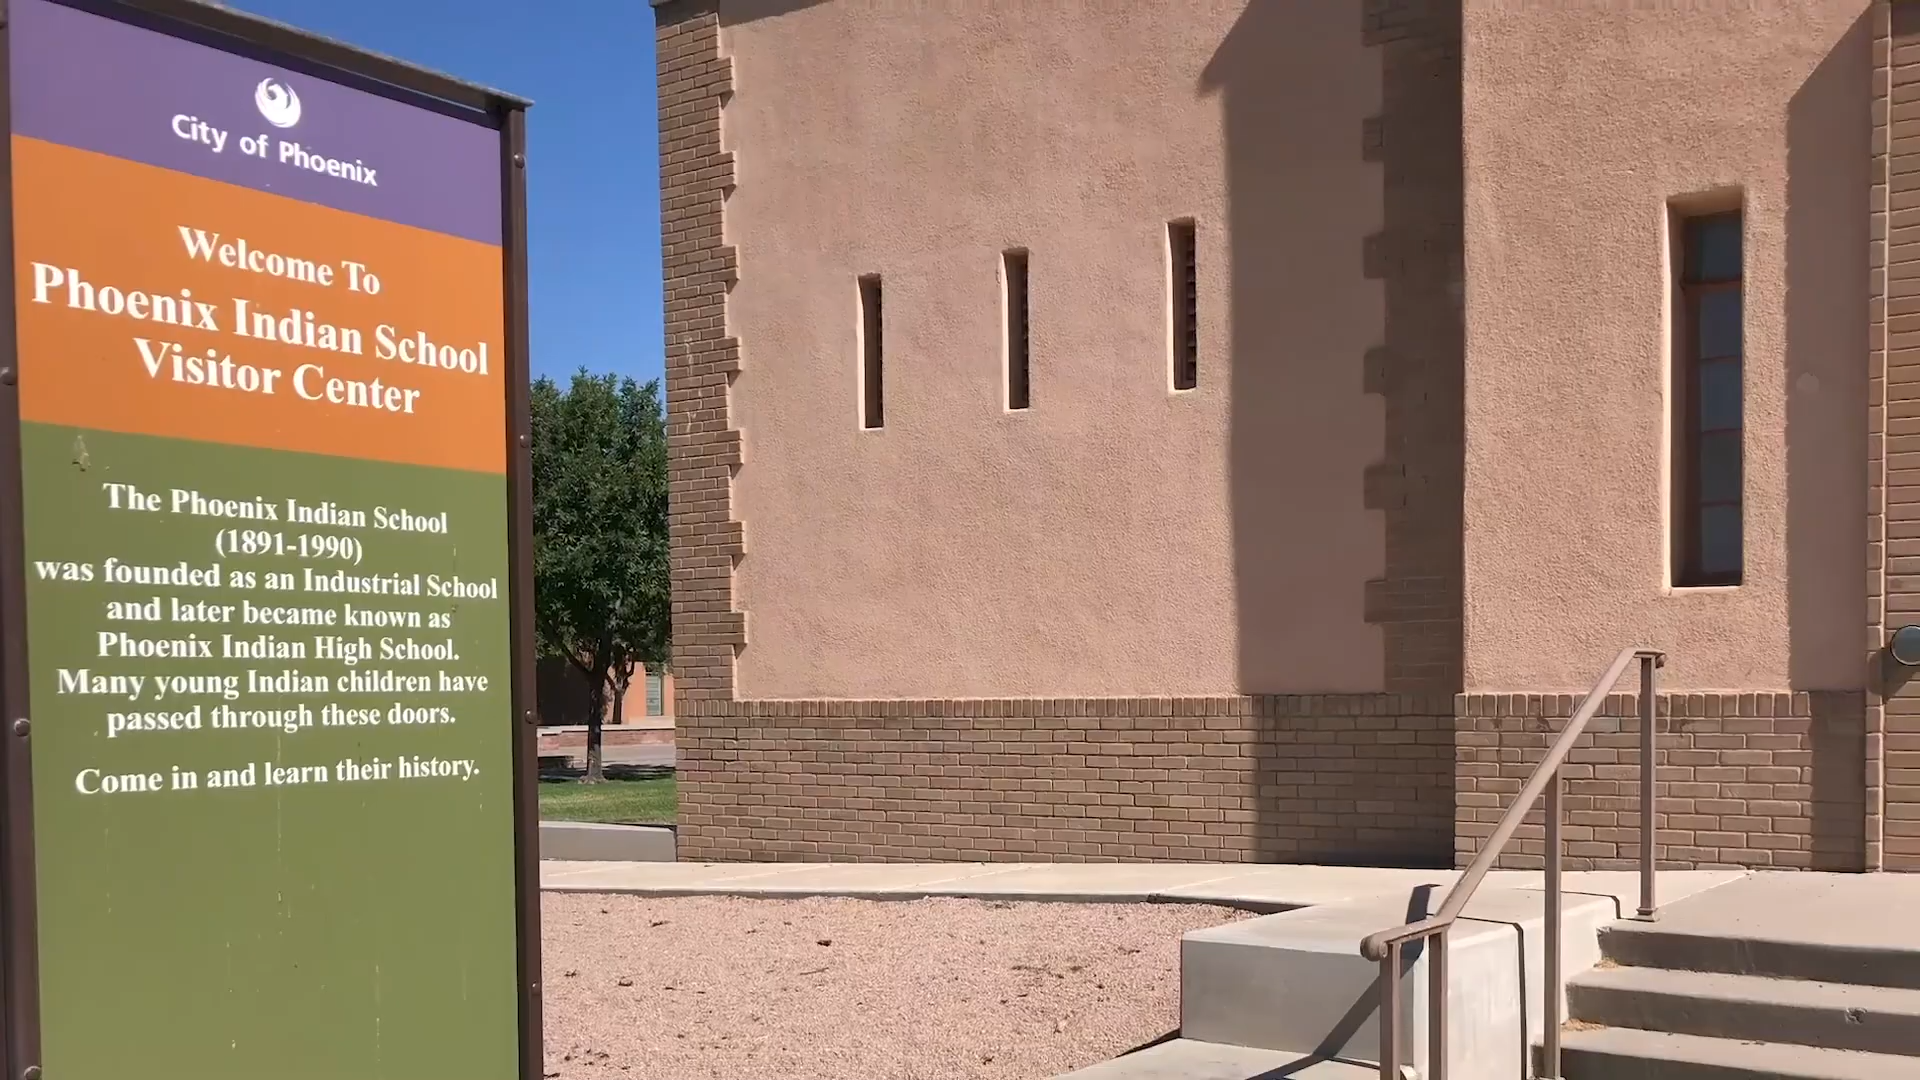 City of Phoenix
Welcome To
Phoenix Indian School
Visitor Center
The Phoenix Indian School
(1891-1990)
was founded as an Industrial School
and later became known as
Phoenix Indian High School.
Many young Indian children have
passed through these doors.
Come in and learn their history.